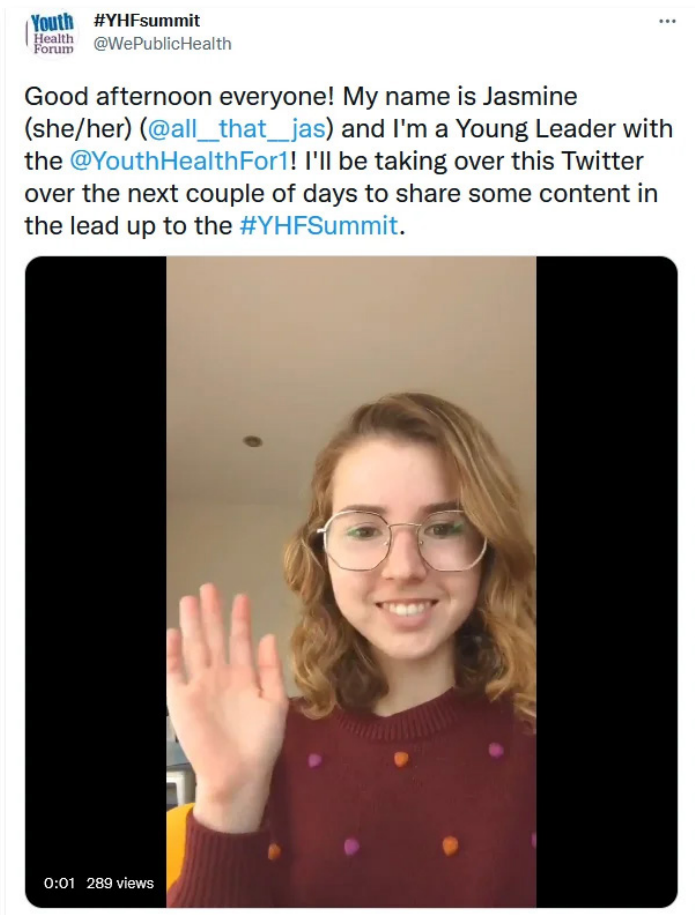 Youth
Health
Forum
#YHFsummit
@WePublicHealth
Good afternoon everyone! My name is Jasmine
(she/her) (@all__that__jas) and I'm a Young Leader with
the @YouthHealthFor1! I'll be taking over this Twitter
over the next couple of days to share some content in
the lead up to the #YHFSummit.
0:01 289 views